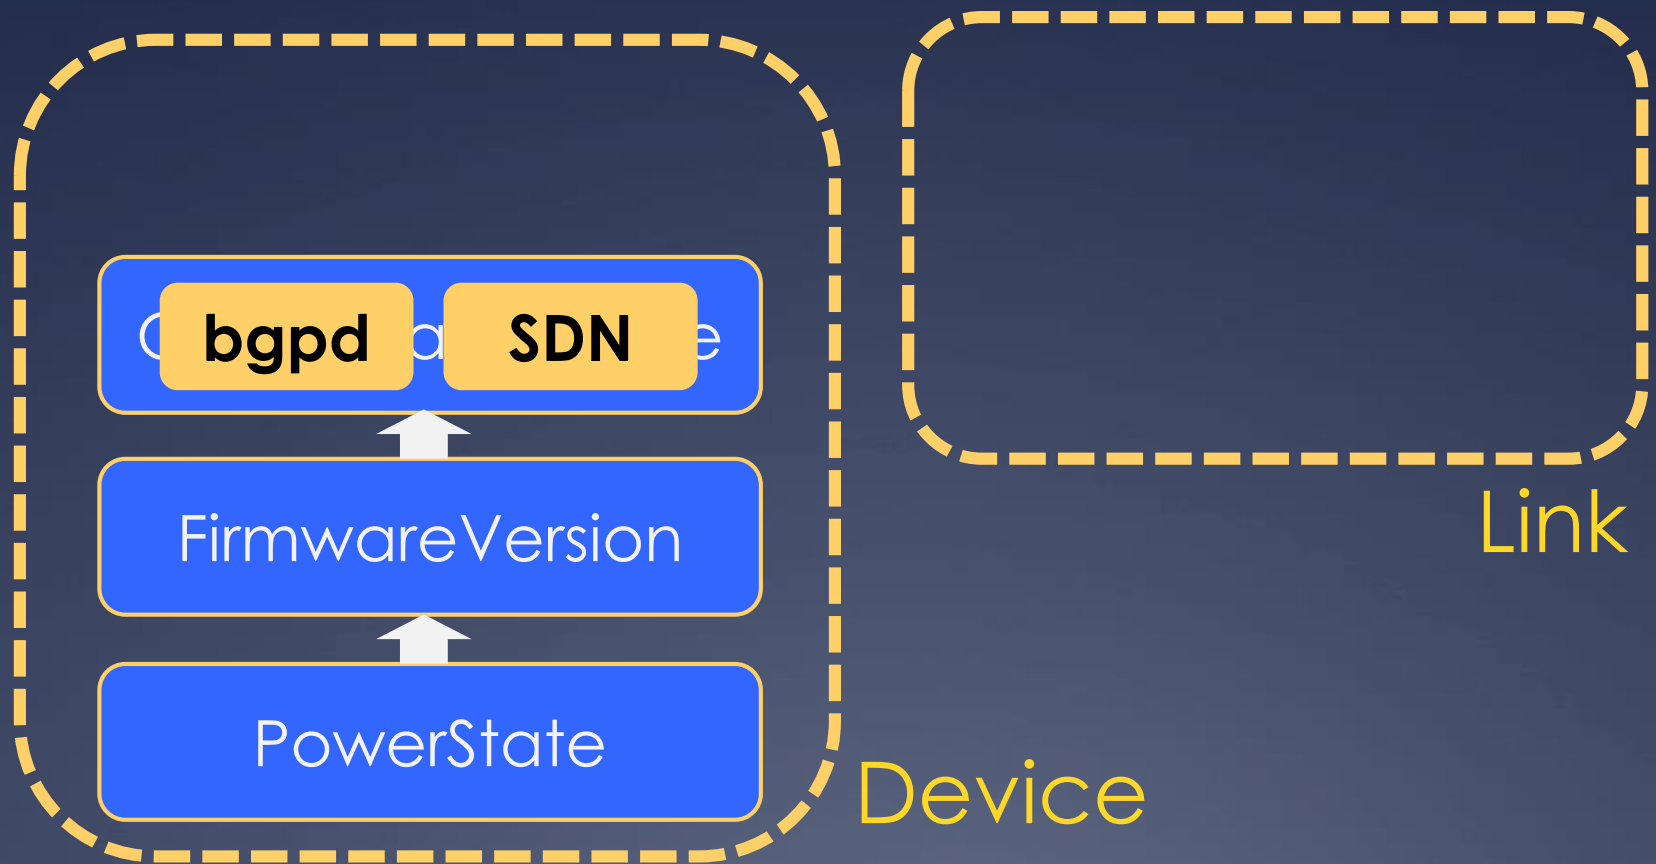 bgpd SDN
FirmwareVersion
Link
PowerState
Device